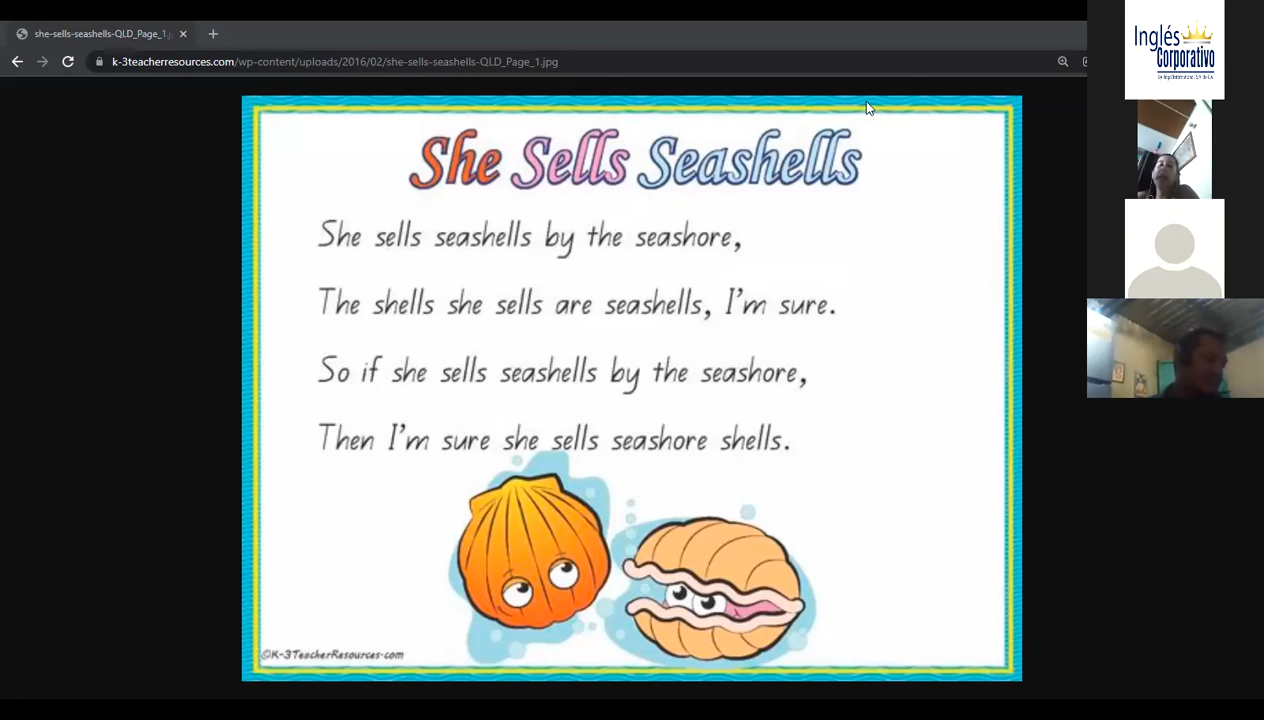 she-sells-seashells-QLD_Page_1.j
k-3teacherresources.com/wp-content/uploads/2016/02/she-sells-seashells-QLD_Page_1.jpg
She Sells Seashells
She sells seashells by the seashore,
The shells she sells are seashells, I'm sure.
So if she sells seashells by the seashore,
Then I'm sure she sells seashore shells.
©K-3TeacherResources.com
Inglés
Corporativo